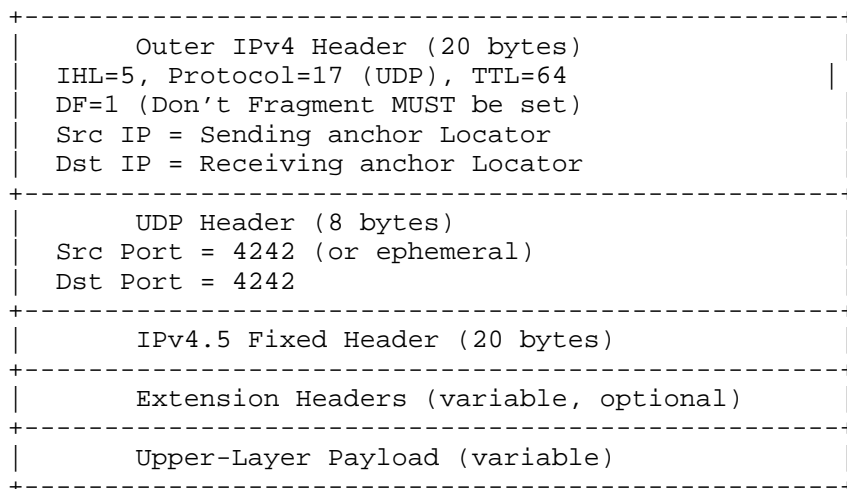 Outer IPv4 Header (20 bytes)
IHL=5, Protocol=17 (UDP), TTL=64
DF=1 (Don't Fragment MUST be set)
Src IP = Sending anchor Locator
Dst IP = Receiving anchor Locator
UDP Header (8 bytes)
Src Port = 4242 (or ephemeral)
Dst Port = 4242
IPv4.5 Fixed Header (20 bytes)
Extension Headers (variable, optional)
Upper-Layer Payload (variable)